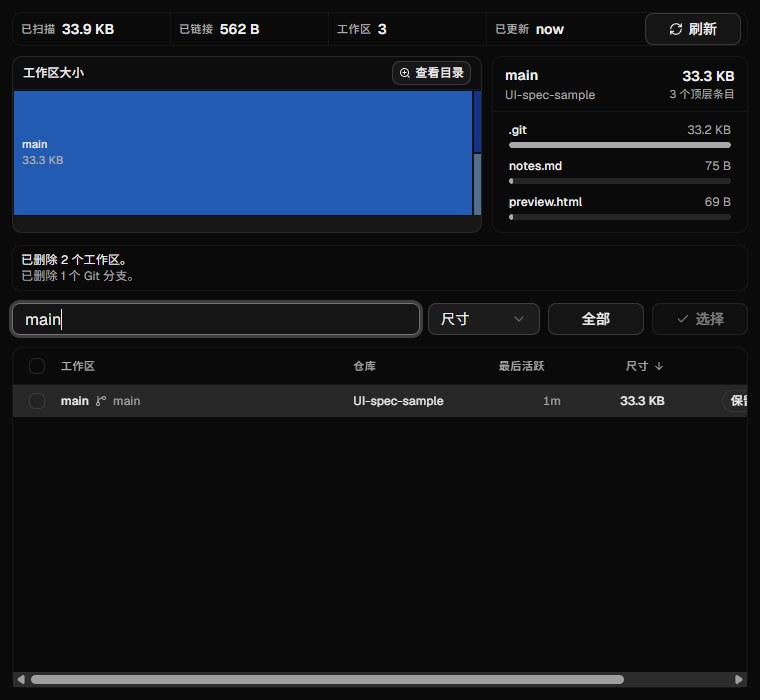 已扫描 33.9 KB 已链接 562 B 工作区 3 已更新 now 刷新
工作区大小 查看目录
main
33.3 KB
main 33.3 KB
UI-spec-sample 3 个顶层条目
.git 33.2 KB
notes.md 75 B
preview.html 69 B
已删除 2 个工作区。
已删除 1 个 Git 分支。
main 尺寸 全部 选择
工作区 仓库 最后活跃 尺寸
main main UI-spec-sample 1m 33.3 KB 保